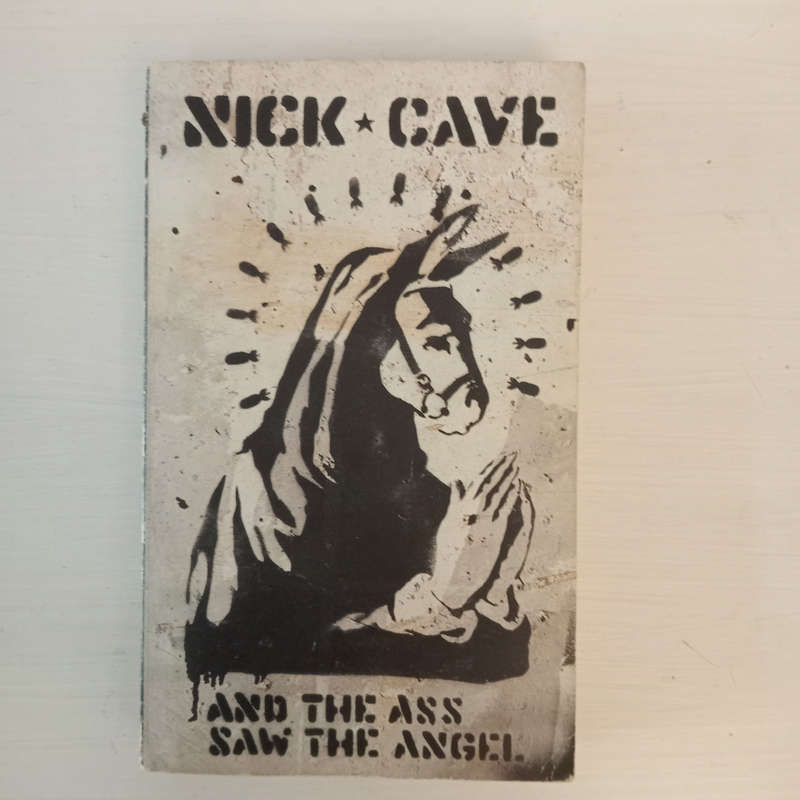 NICK ★ CAVE
AND THE ASS
SAW THE ANGEL